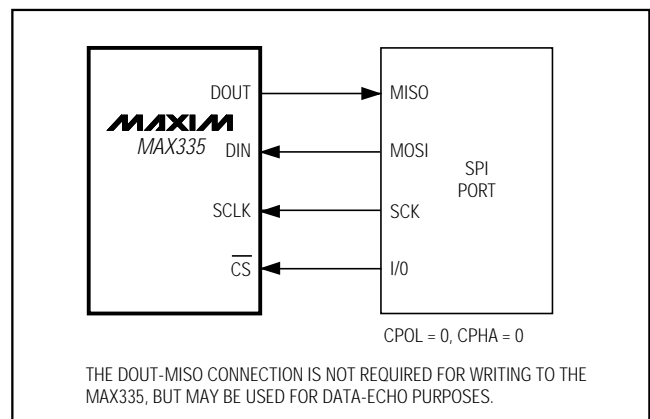 DOUT MISO
MAXIM
MAX335 DIN MOSI
SPI
PORT
SCLK SCK
CS I/0
CPOL = 0, CPHA = 0
THE DOUT-MISO CONNECTION IS NOT REQUIRED FOR WRITING TO THE
MAX335, BUT MAY BE USED FOR DATA-ECHO PURPOSES.